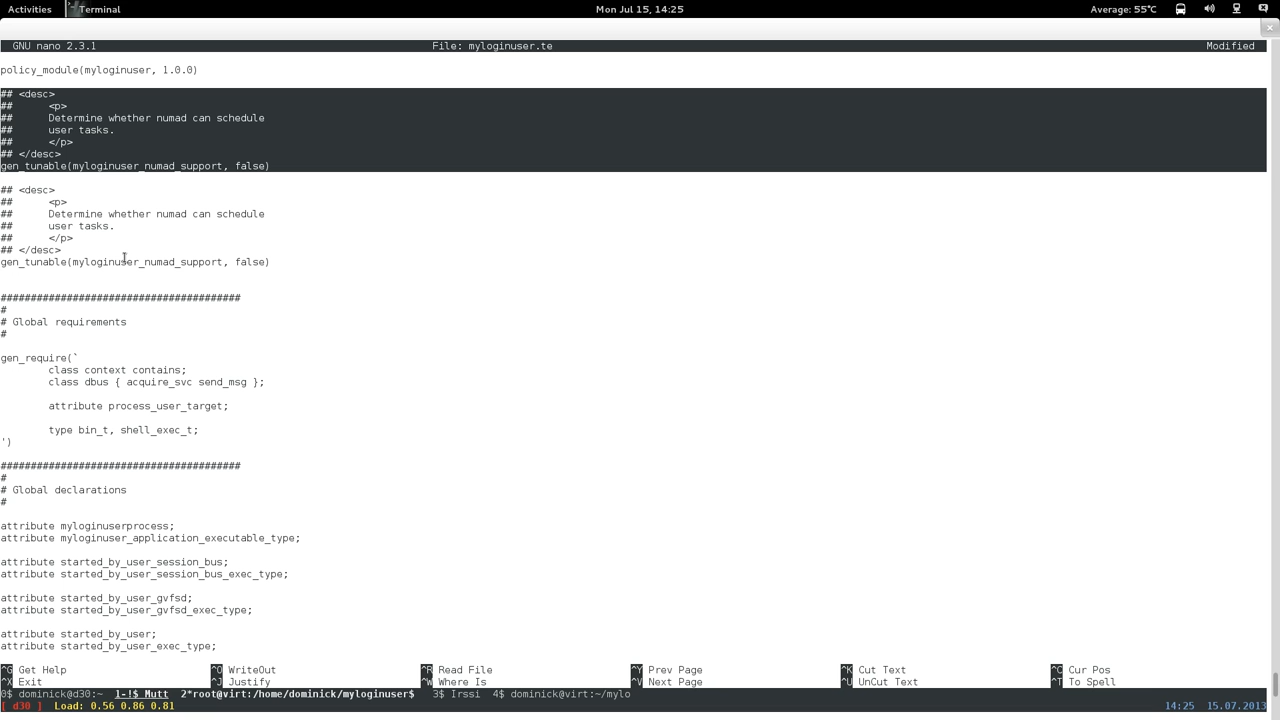 Activities Terminal Mon Jul 15, 14:25 Average: 55°C
GNU nano 2.3.1 File: myloginuser.te Modified
policy_module(myloginuser, 1.0.0)
## <desc>
## <p>
## Determine whether numad can schedule
## user tasks.
## </p>
## </desc>
gen_tunable(myloginuser_numad_support, false)
## <desc>
## <p>
## Determine whether numad can schedule
## user tasks.
## </p>
## </desc>
gen_tunable(myloginuser_numad_support, false)
########################################
#
# Global requirements
#
gen_require(`
class context contains;
class dbus { acquire_svc send_msg };
attribute process_user_target;
type bin_t, shell_exec_t;
')
########################################
#
# Global declarations
#
attribute myloginuserprocess;
attribute myloginuser_application_executable_type;
attribute started_by_user_session_bus;
attribute started_by_user_session_bus_exec_type;
attribute started_by_user_gvfsd;
attribute started_by_user_gvfsd_exec_type;
attribute started_by_user;
attribute started_by_user_exec_type;
^G Get Help ^O WriteOut ^R Read File ^Y Prev Page ^K Cut Text ^C Cur Pos
^X Exit ^J Justify ^W Where Is ^V Next Page ^U UnCut Text ^T To Spell
0$ dominick@d30:~ 1-!$ Mutt 2*root@virt:/home/dominick/myloginuser$ 3$ Irssi 4$ dominick@virt:~/mylo
[ d30 ] Load: 0.56 0.86 0.81 14:25 15.07.2013